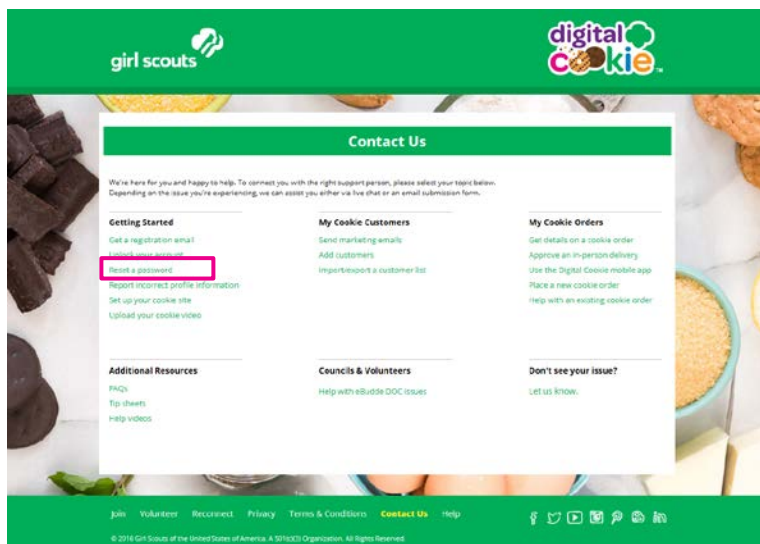 girl scouts
digital
cookie
Contact Us
We're here for you and happy to help. To connect you with the right support person, please select your topic below.
Depending on the issue you're experiencing, we can assist you either via live chat or an email submission form.
Getting Started
Get a registration email
Unlock your account
Reset a password
Report incorrect profile information
Set up your cookie site
Upload your cookie video
My Cookie Customers
Send marketing emails
Add customers
Import/export a customer list
My Cookie Orders
Get details on a cookie order
Approve an in-person delivery
Use the Digital Cookie mobile app
Place a new cookie order
Help with an existing cookie order
Additional Resources
FAQs
Tip sheets
Help videos
Councils & Volunteers
Help with eBudde DOC issues
Don't see your issue?
Let us know.
Join Volunteer Reconnect Privacy Terms & Conditions Contact Us Help
© 2016 Girl Scouts of the United States of America. A 501(c)(3) Organization. All Rights Reserved.